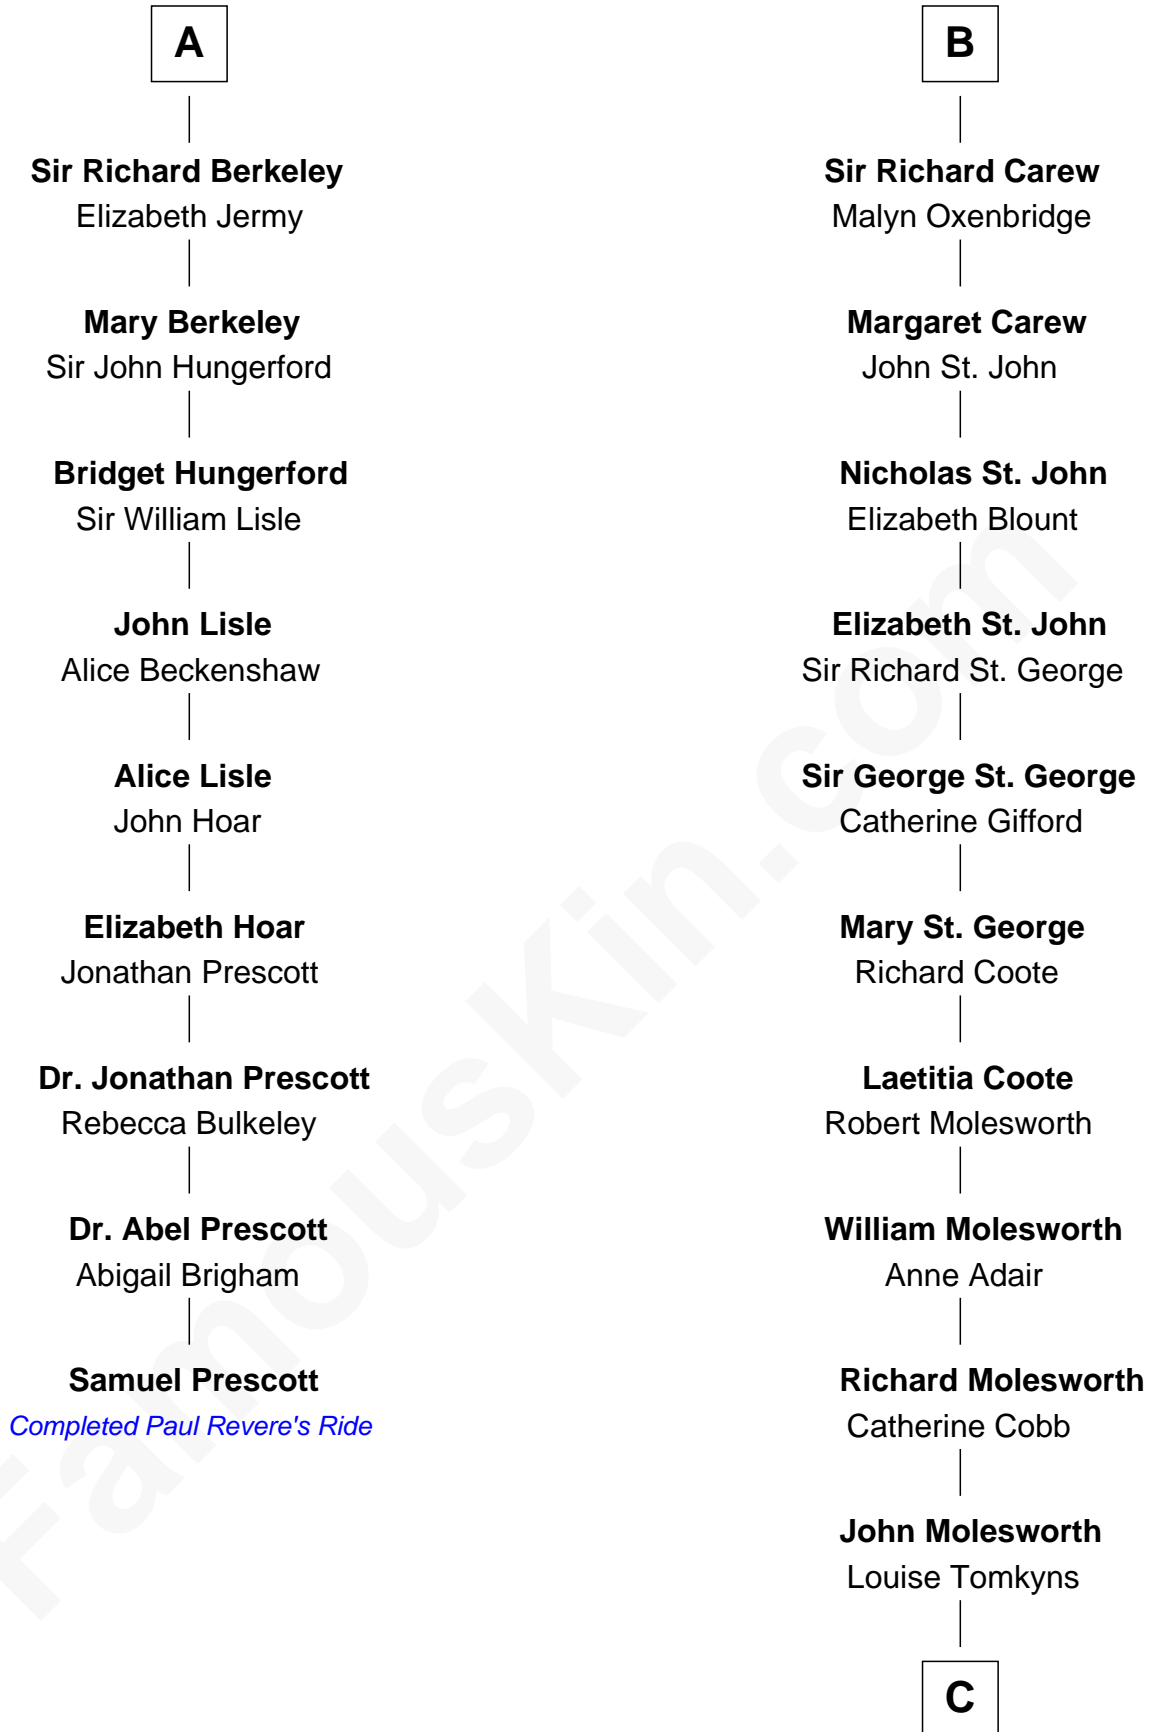 A
Sir Richard Berkeley
Elizabeth Jermy
Mary Berkeley
Sir John Hungerford
Bridget Hungerford
Sir William Lisle
John Lisle
Alice Beckenshaw
Alice Lisle
John Hoar
Elizabeth Hoar
Jonathan Prescott
Dr. Jonathan Prescott
Rebecca Bulkeley
Dr. Abel Prescott
Abigail Brigham
Samuel Prescott
Completed Paul Revere's Ride
B
Sir Richard Carew
Malyn Oxenbridge
Margaret Carew
John St. John
Nicholas St. John
Elizabeth Blount
Elizabeth St. John
Sir Richard St. George
Sir George St. George
Catherine Gifford
Mary St. George
Richard Coote
Laetitia Coote
Robert Molesworth
William Molesworth
Anne Adair
Richard Molesworth
Catherine Cobb
John Molesworth
Louise Tomkyns
C
FamousKin.com